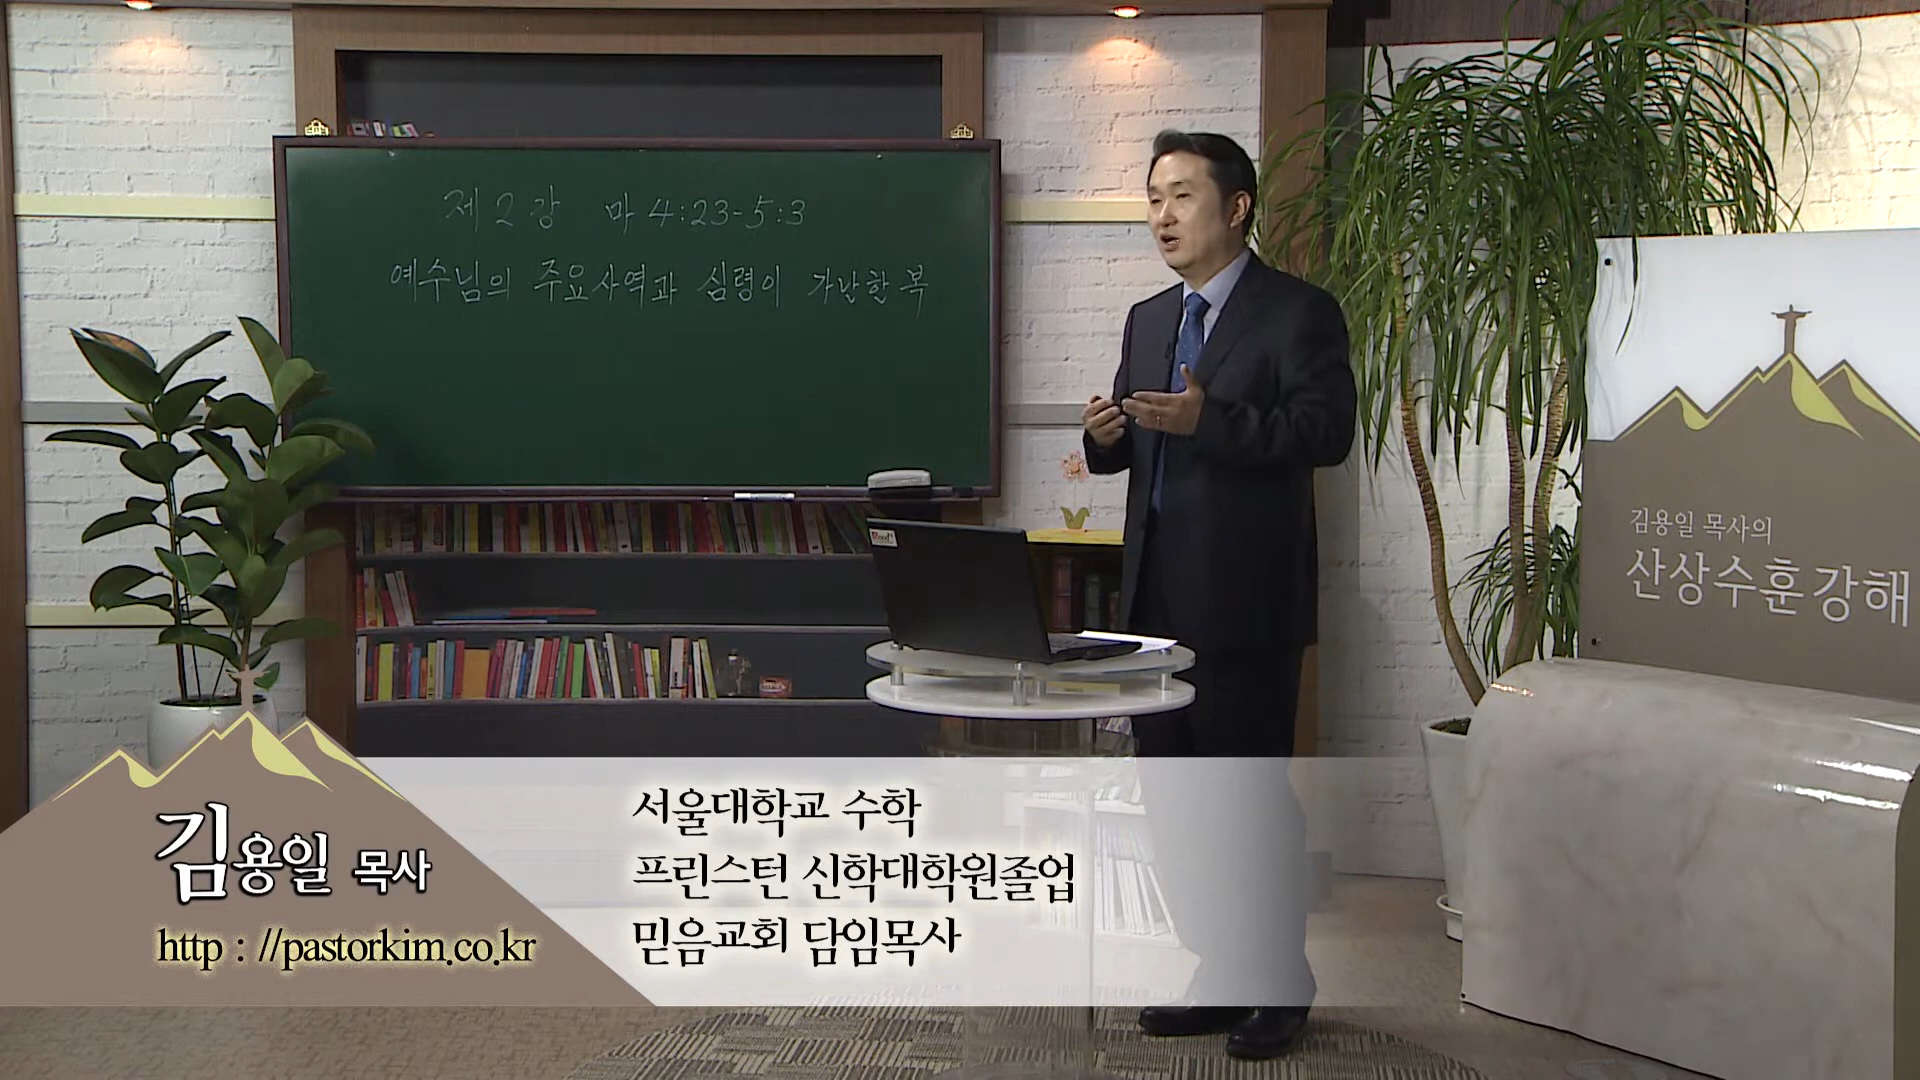 제 2 강 마 4:23-5:3
예수님의 주요사역과 심령이 가난한 복
김용일 목사의
산상수훈 강해
김용일 목사
http : //pastorkim.co.kr
서울대학교 수학
프린스턴 신학대학원졸업
믿음교회 담임목사